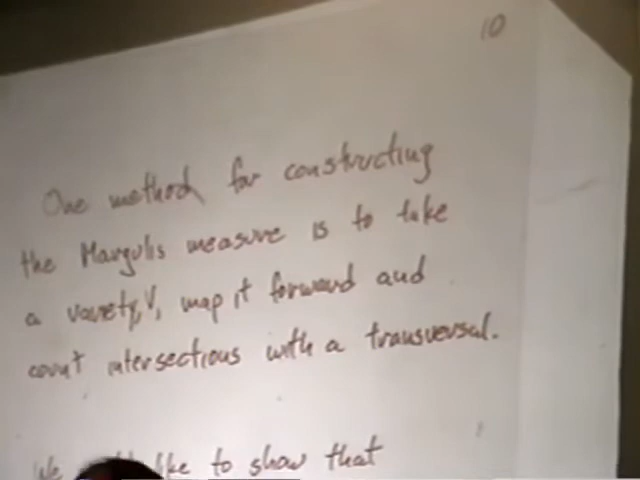 10
One method for constructing
the Margulis measure is to take
a variety, V, map it forward and
count intersections with a transversal.
We like to show that